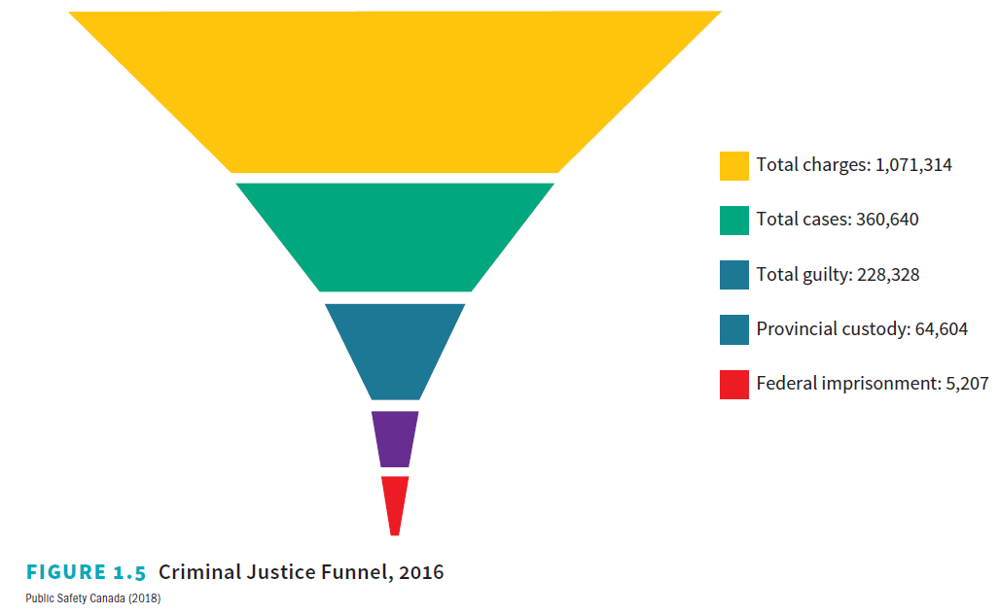 Total charges: 1,071,314
Total cases: 360,640
Total guilty: 228,328
Provincial custody: 64,604
Federal imprisonment: 5,207
FIGURE 1.5 Criminal Justice Funnel, 2016
Public Safety Canada (2018)